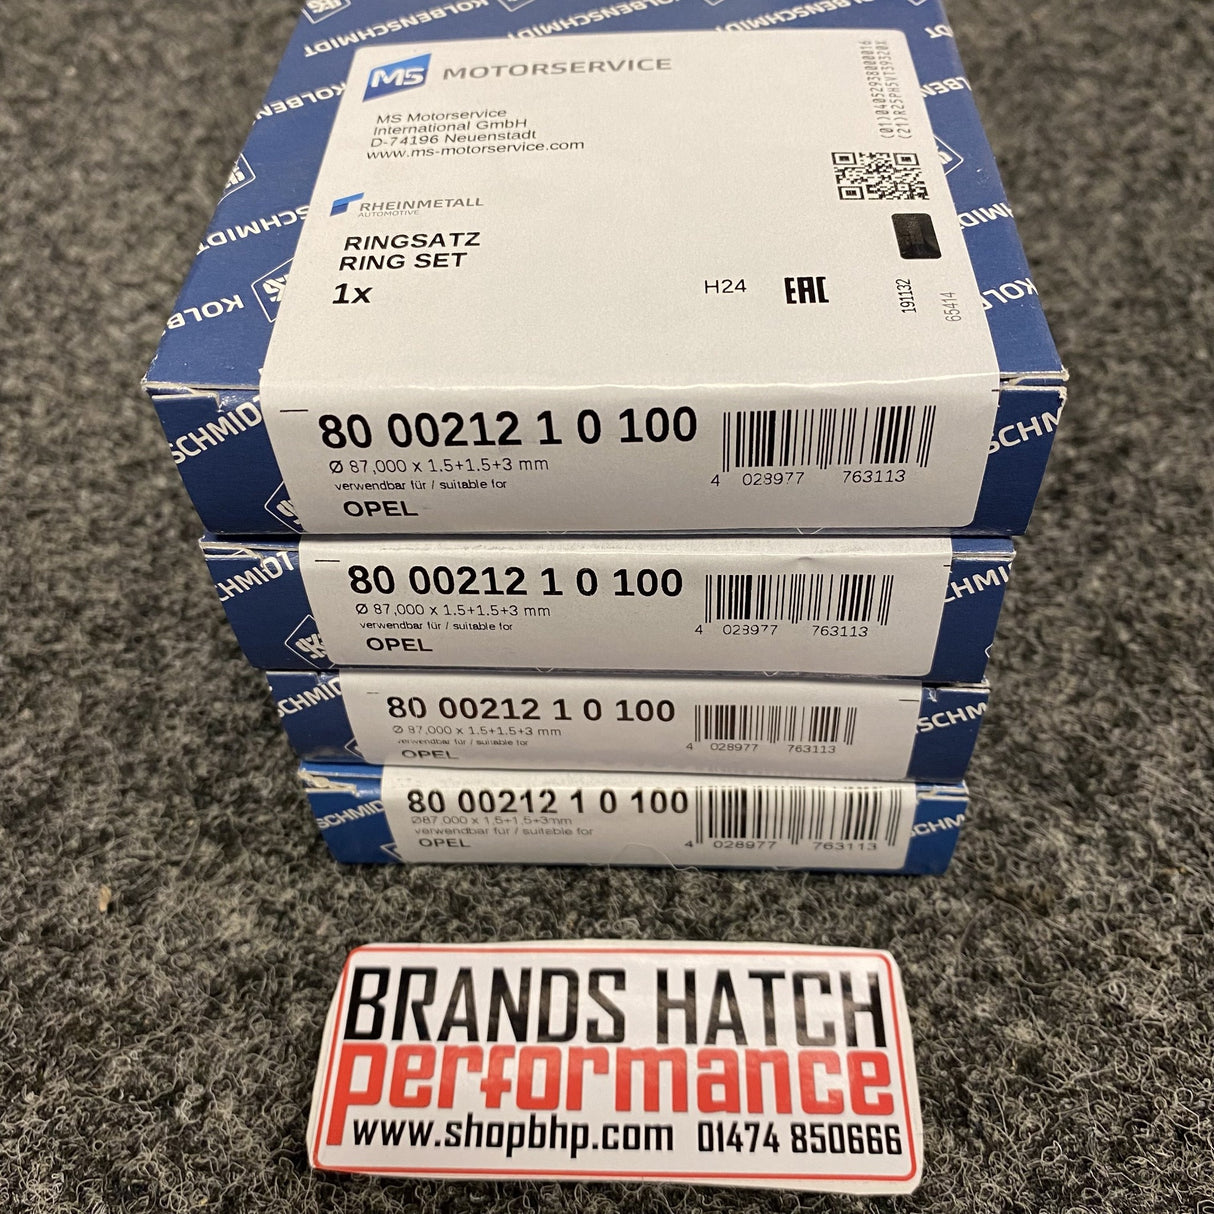 KOLBENSCHMIDT
MS MOTORSERVICE
MS Motorservice
International GmbH
D-74196 Neuenstadt
www.ms-motorservice.com
RHEINMETALL
AUTOMOTIVE
RINGSATZ
RING SET
1x
H24
EAC
191132
65414
80 00212 1 0 100
Ø 87,000 x 1.5+1.5+3 mm
verwendbar für / suitable for
OPEL
4 028977 763113
80 00212 1 0 100
Ø 87,000 x 1.5+1.5+3 mm
verwendbar für / suitable for
OPEL
4 028977 763113
80 00212 1 0 100
Ø 87,000 x 1.5+1.5+3 mm
verwendbar für / suitable for
OPEL
4 028977 763113
80 00212 1 0 100
Ø87,000 x 1,5+1,5+3mm
verwendbar für / suitable for
OPEL
4 028977 763113
BRANDS HATCH
performance
www.shopbhp.com 01474 850666